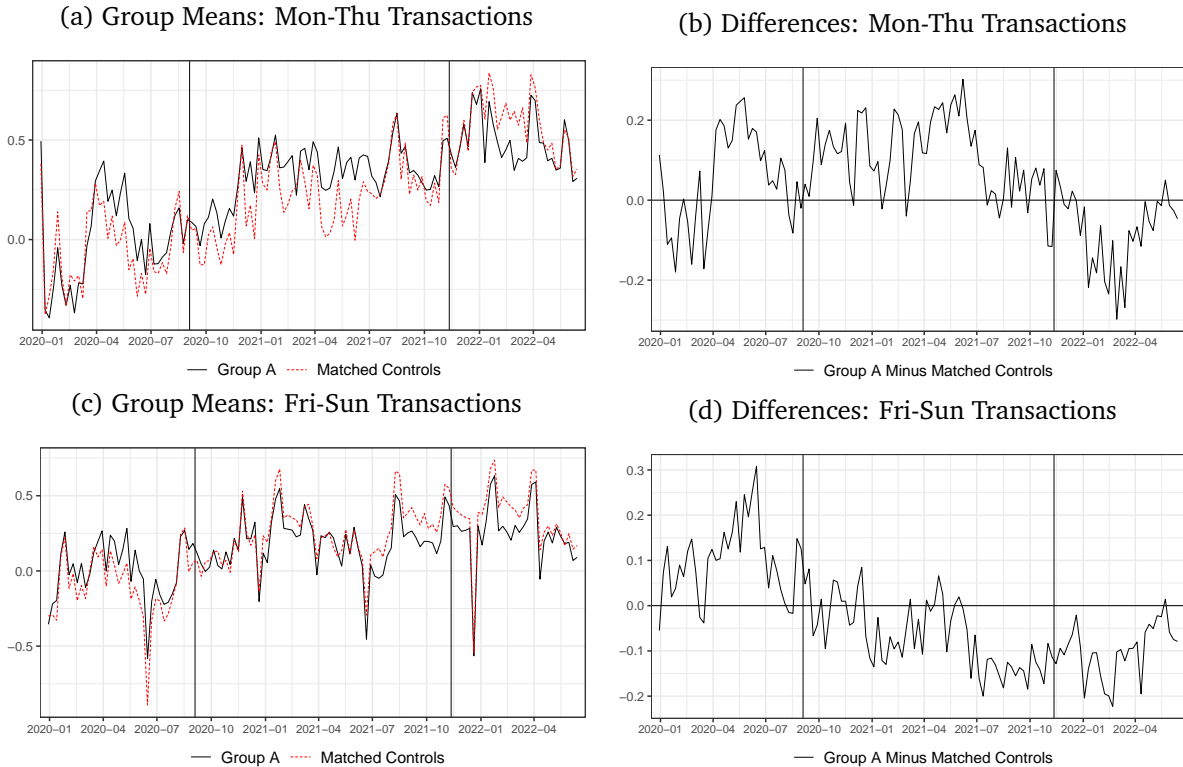 (a) Group Means: Mon-Thu Transactions
0.5
0.0
2020−01 2020−04 2020−07 2020−10 2021−01 2021−04 2021−07 2021−10 2022−01 2022−04
Group A Matched Controls
(b) Differences: Mon-Thu Transactions
0.2
0.0
−0.2
2020−01 2020−04 2020−07 2020−10 2021−01 2021−04 2021−07 2021−10 2022−01 2022−04
Group A Minus Matched Controls
(c) Group Means: Fri-Sun Transactions
0.5
0.0
−0.5
2020−01 2020−04 2020−07 2020−10 2021−01 2021−04 2021−07 2021−10 2022−01 2022−04
Group A Matched Controls
(d) Differences: Fri-Sun Transactions
0.3
0.2
0.1
0.0
−0.1
−0.2
2020−01 2020−04 2020−07 2020−10 2021−01 2021−04 2021−07 2021−10 2022−01 2022−04
Group A Minus Matched Controls